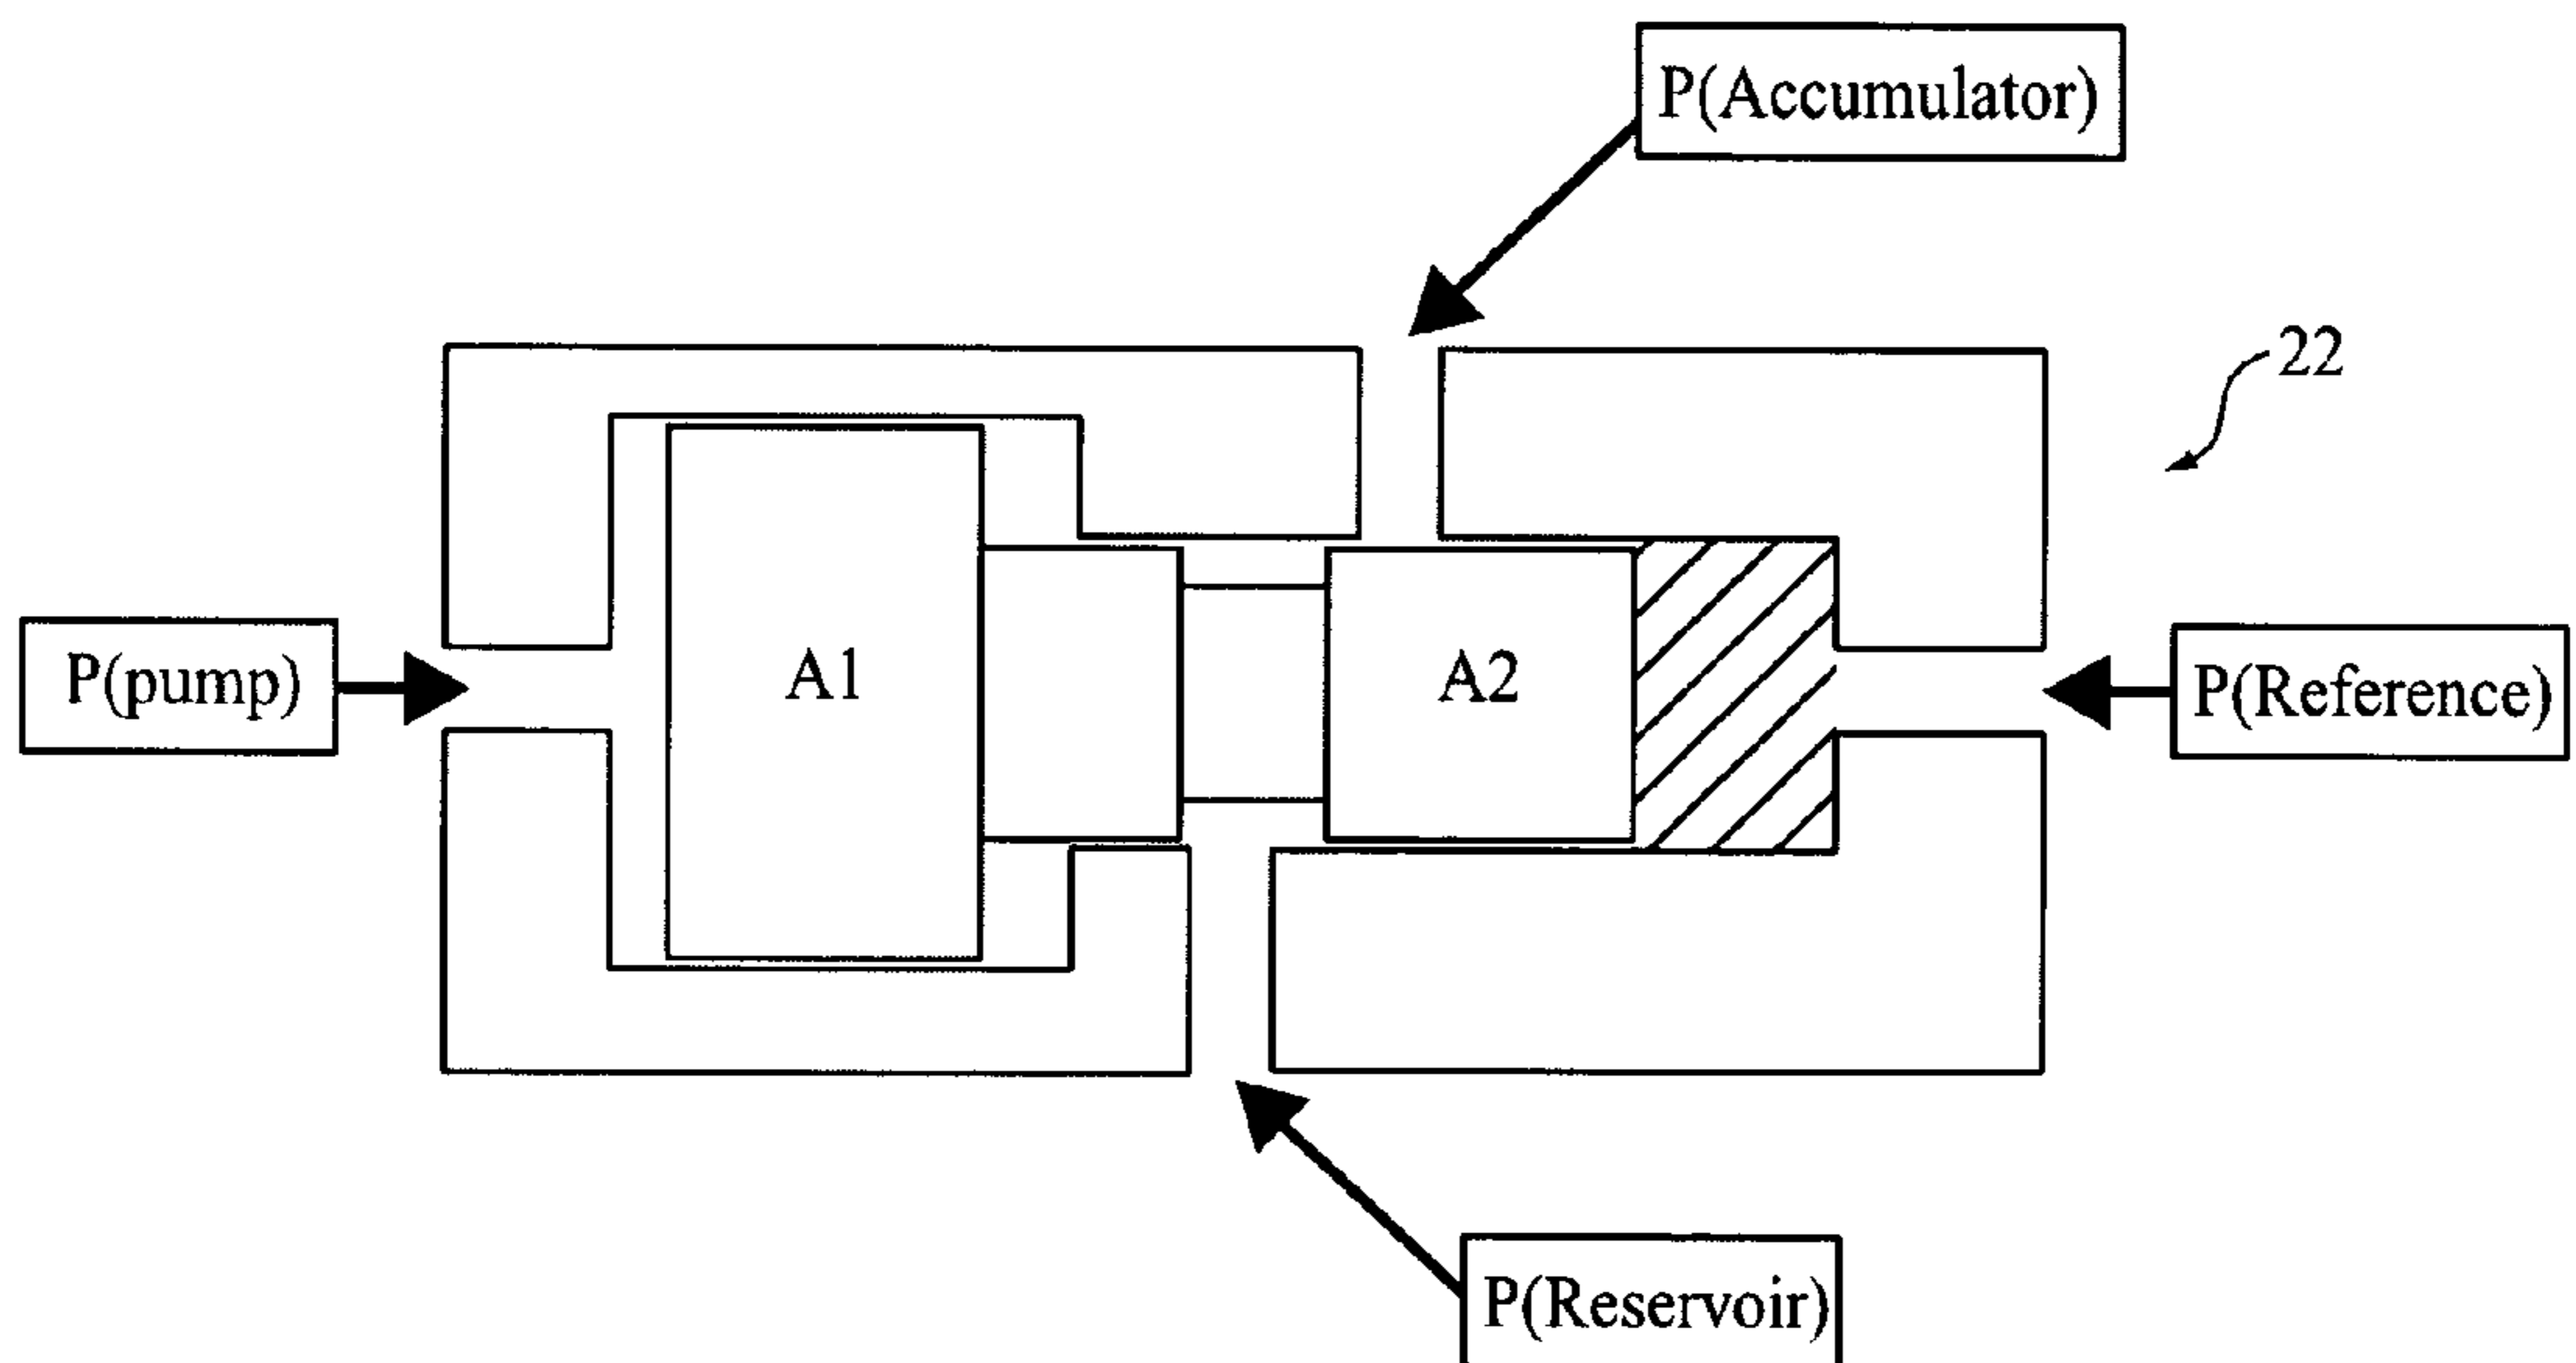 P(Accumulator)
22
P(pump)
A1
A2
P(Reference)
P(Reservoir)